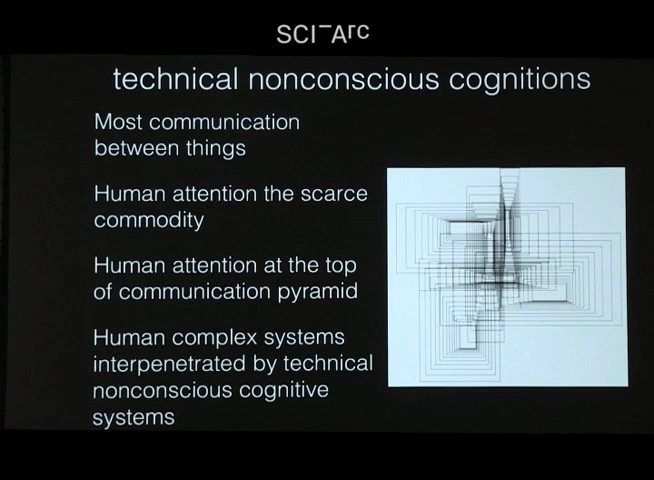 SCI-Arc
technical nonconscious cognitions
Most communication
between things
Human attention the scarce
commodity
Human attention at the top
of communication pyramid
Human complex systems
interpenetrated by technical
nonconscious cognitive
systems